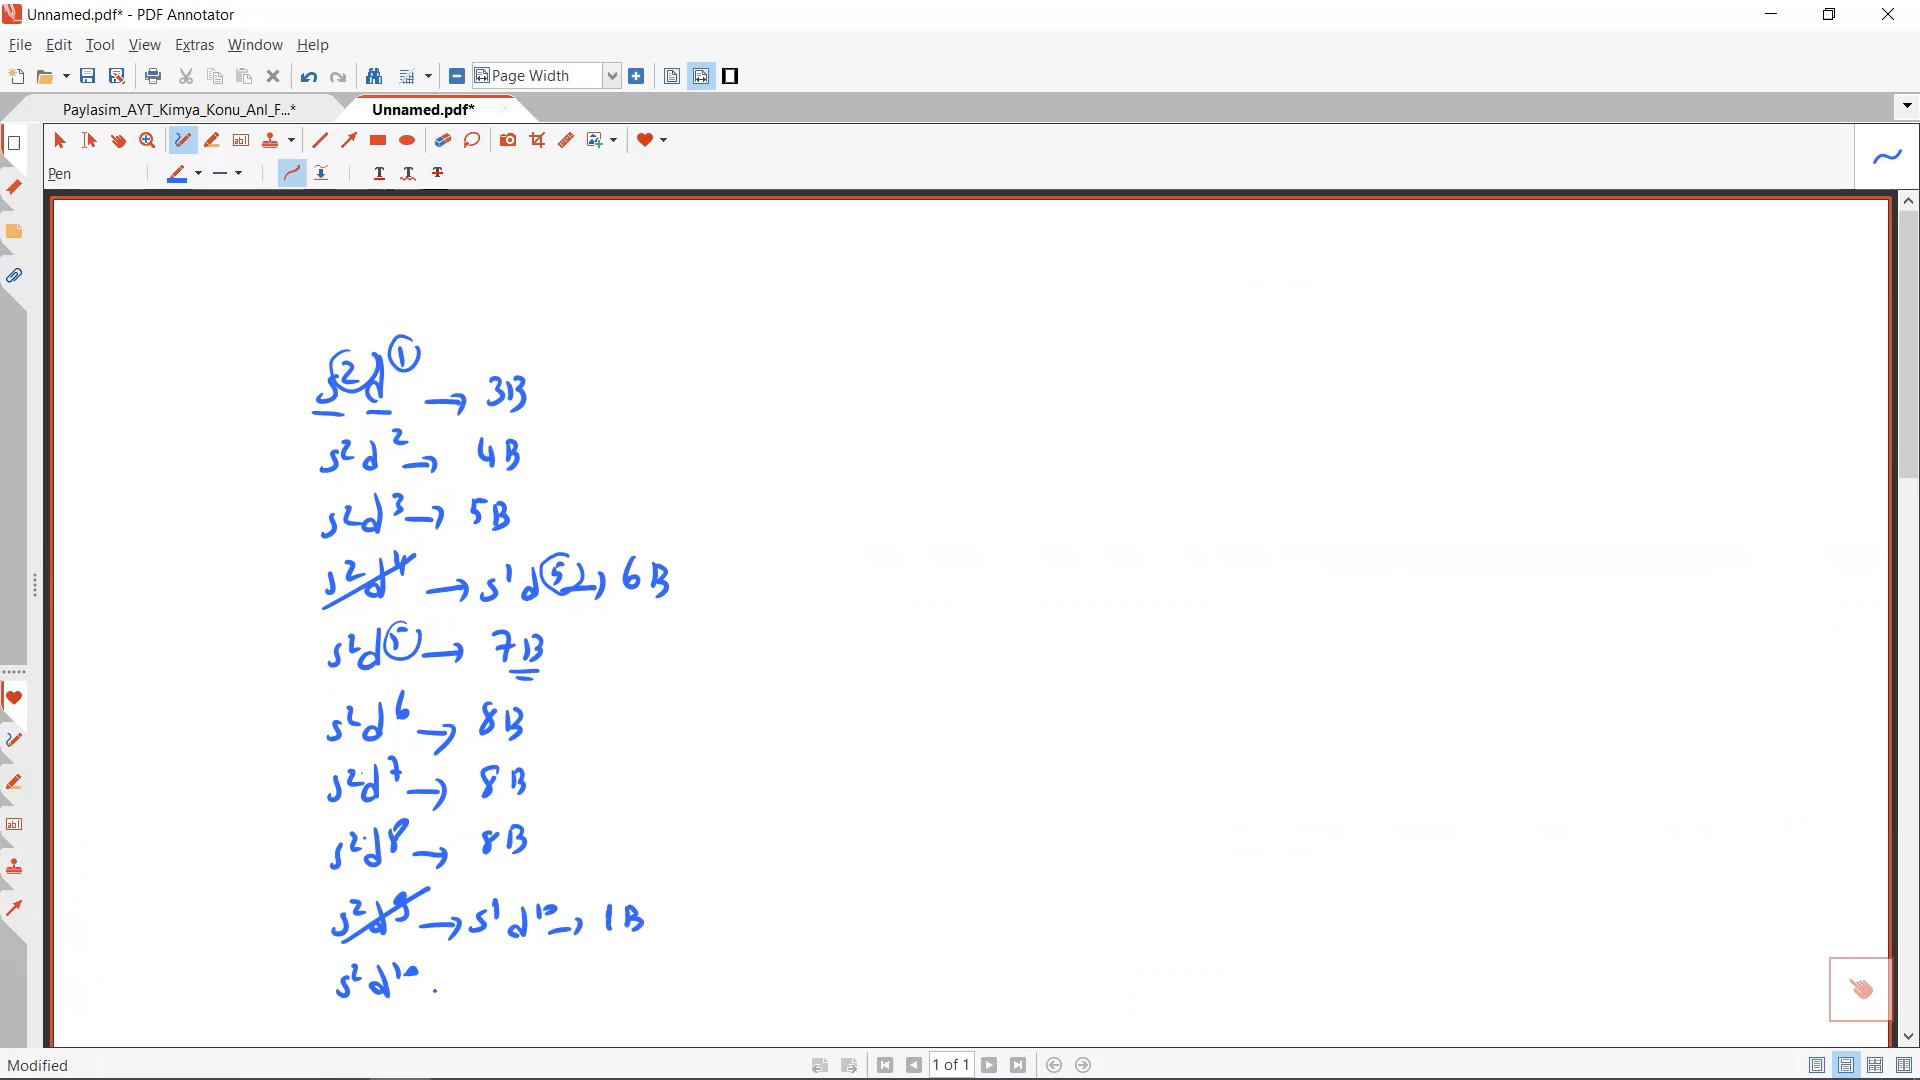 Unnamed.pdf* - PDF Annotator
File Edit Tool View Extras Window Help
Page Width
Paylasim_AYT_Kimya_Konu_Anl_F...* Unnamed.pdf*
Pen
s²d¹ → 3B
s²d² → 4B
s²d³ → 5B
s²d⁴ → s¹d⁵ → 6B
s²d⁵ → 7B
s²d⁶ → 8B
s²d⁷ → 8B
s²d⁸ → 8B
s²d⁹ → s¹d¹⁰ → 1B
s²d¹⁰
Modified 1 of 1